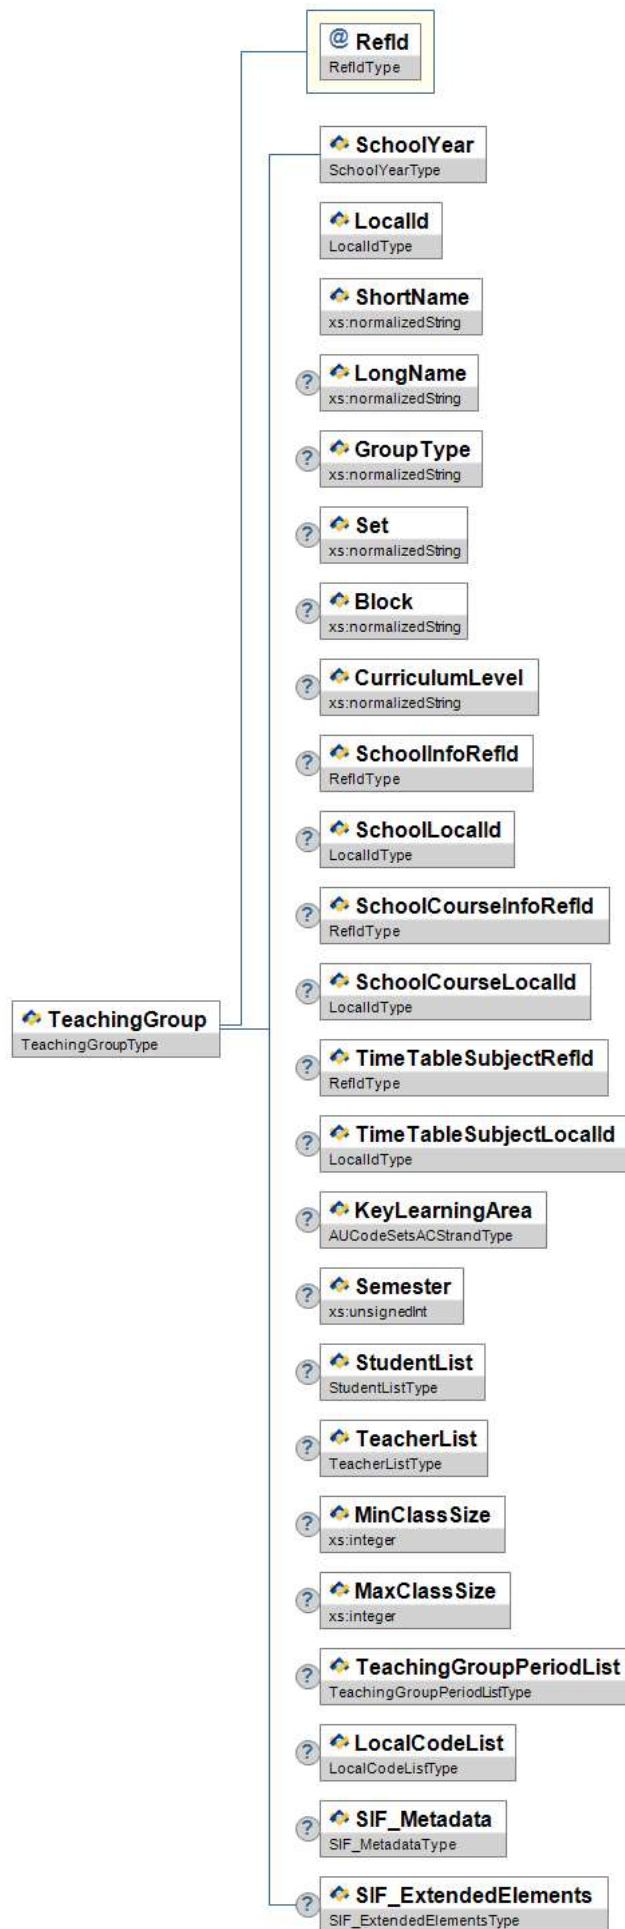 @ RefId
RefIdType
SchoolYear
SchoolYearType
LocalId
LocalIdType
ShortName
xs:normalizedString
? LongName
xs:normalizedString
? GroupType
xs:normalizedString
? Set
xs:normalizedString
? Block
xs:normalizedString
? CurriculumLevel
xs:normalizedString
? SchoolInfoRefId
RefIdType
? SchoolLocalId
LocalIdType
? SchoolCourseInfoRefId
RefIdType
? SchoolCourseLocalId
LocalIdType
TeachingGroup
TeachingGroupType
? TimeTableSubjectRefId
RefIdType
? TimeTableSubjectLocalId
LocalIdType
? KeyLearningArea
AUCodeSetsACStrandType
? Semester
xs:unsignedInt
? StudentList
StudentListType
? TeacherList
TeacherListType
? MinClassSize
xs:integer
? MaxClassSize
xs:integer
? TeachingGroupPeriodList
TeachingGroupPeriodListType
? LocalCodeList
LocalCodeListType
? SIF_Metadata
SIF_MetadataType
? SIF_ExtendedElements
SIF_ExtendedElementsType